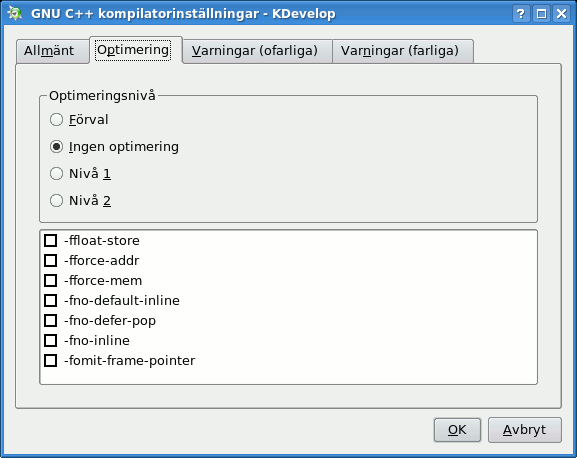 GNU C++ kompilatorinställningar - KDevelop
Allmänt Optimering Varningar (ofarliga) Varningar (farliga)
Optimeringsnivå
Förval
Ingen optimering
Nivå 1
Nivå 2
-ffloat-store
-fforce-addr
-fforce-mem
-fno-default-inline
-fno-defer-pop
-fno-inline
-fomit-frame-pointer
OK Avbryt